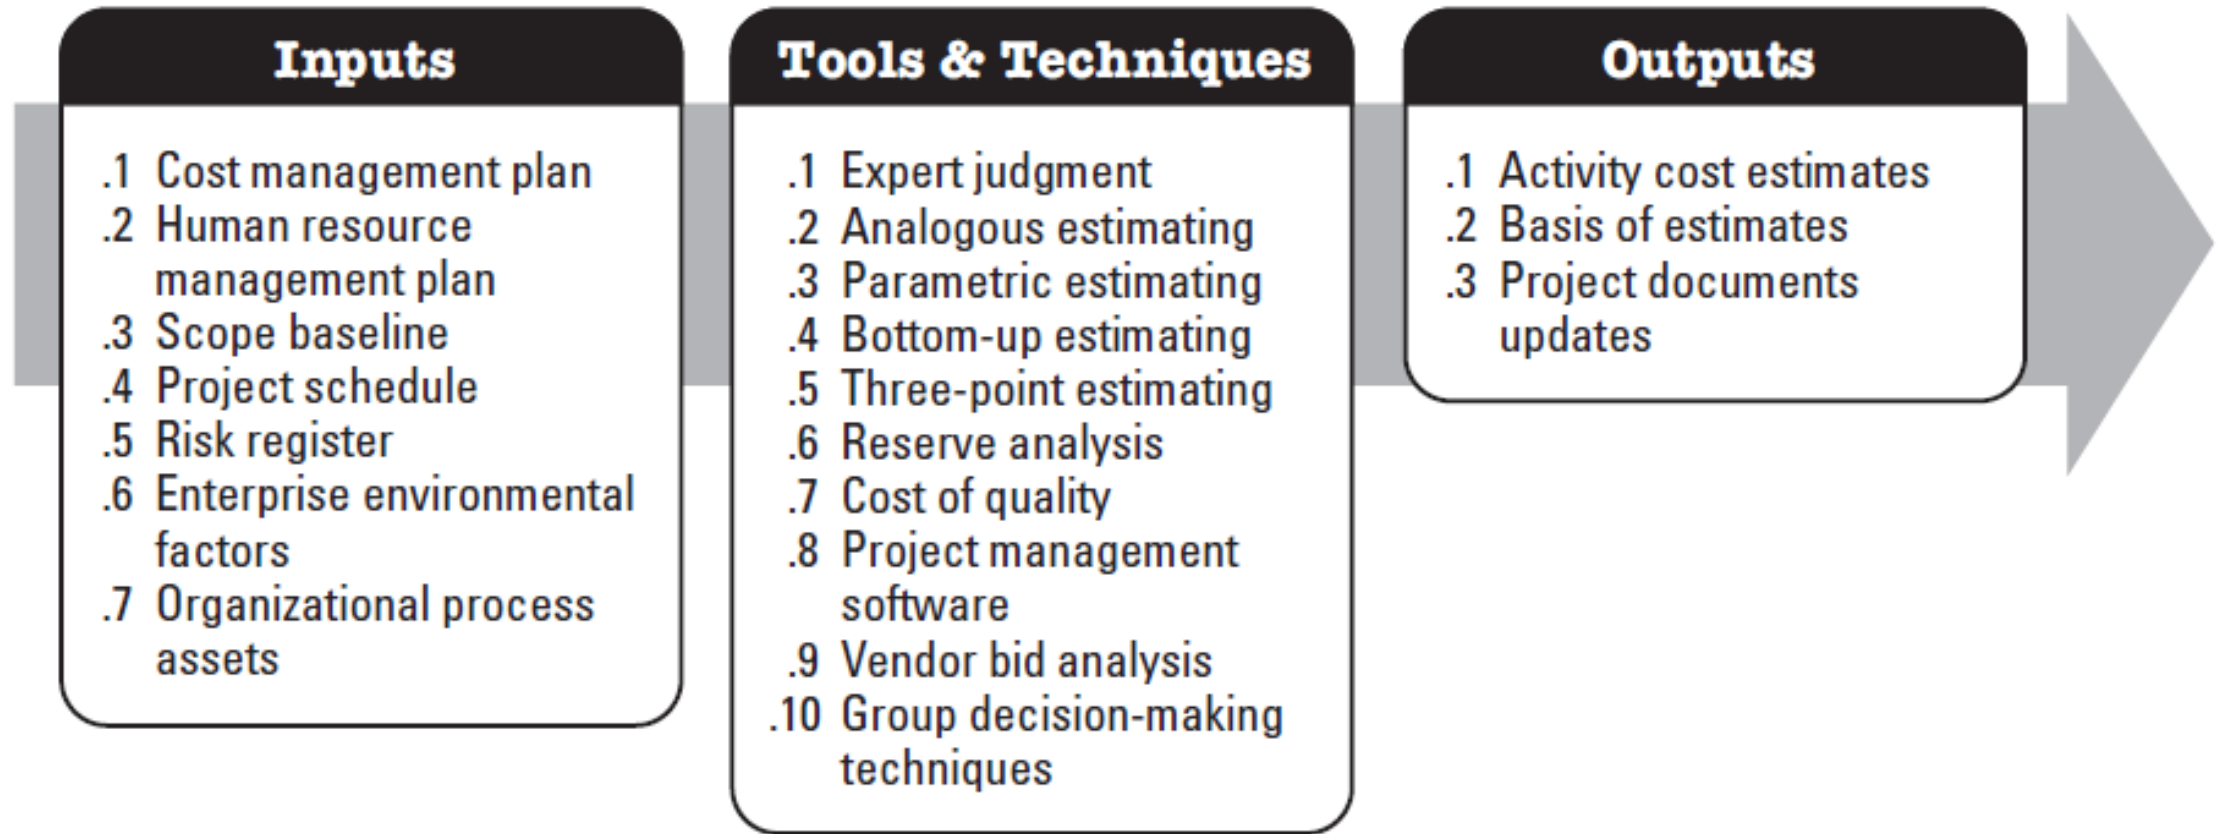 Inputs
.1 Cost management plan
.2 Human resource
management plan
.3 Scope baseline
.4 Project schedule
.5 Risk register
.6 Enterprise environmental
factors
.7 Organizational process
assets
Tools & Techniques
.1 Expert judgment
.2 Analogous estimating
.3 Parametric estimating
.4 Bottom-up estimating
.5 Three-point estimating
.6 Reserve analysis
.7 Cost of quality
.8 Project management
software
.9 Vendor bid analysis
.10 Group decision-making
techniques
Outputs
.1 Activity cost estimates
.2 Basis of estimates
.3 Project documents
updates